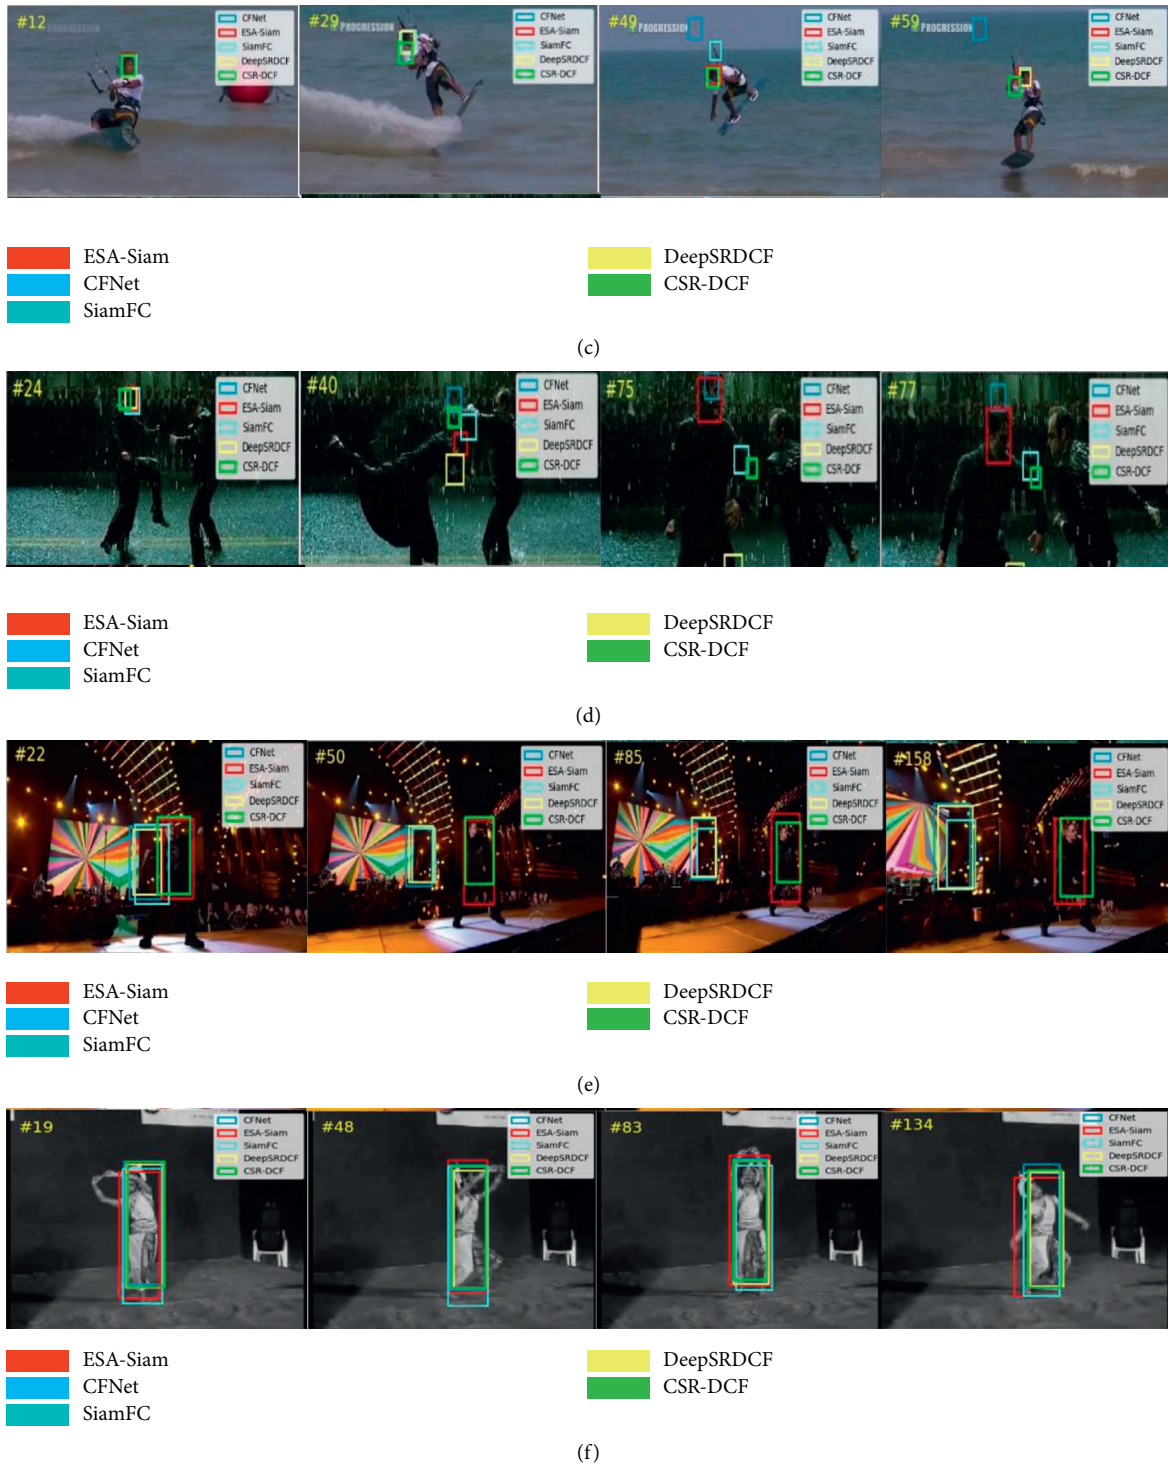 #12
PROGRESSION
CFNet
ESA-Siam
SiamFC
DeepSRDCF
CSR-DCF
#29
PROGRESSION
CFNet
ESA-Siam
SiamFC
DeepSRDCF
CSR-DCF
#49
PROGRESSION
CFNet
ESA-Siam
SiamFC
DeepSRDCF
CSR-DCF
#59
PROGRESSION
CFNet
ESA-Siam
SiamFC
DeepSRDCF
CSR-DCF
ESA-Siam
CFNet
SiamFC
DeepSRDCF
CSR-DCF
(c)
#24
CFNet
ESA-Siam
SiamFC
DeepSRDCF
CSR-DCF
#40
CFNet
ESA-Siam
SiamFC
DeepSRDCF
CSR-DCF
#75
CFNet
ESA-Siam
SiamFC
DeepSRDCF
CSR-DCF
#77
CFNet
ESA-Siam
SiamFC
DeepSRDCF
CSR-DCF
ESA-Siam
CFNet
SiamFC
DeepSRDCF
CSR-DCF
(d)
#22
CFNet
ESA-Siam
SiamFC
DeepSRDCF
CSR-DCF
#50
CFNet
ESA-Siam
SiamFC
DeepSRDCF
CSR-DCF
#85
CFNet
ESA-Siam
SiamFC
DeepSRDCF
CSR-DCF
#158
CFNet
ESA-Siam
SiamFC
DeepSRDCF
CSR-DCF
ESA-Siam
CFNet
SiamFC
DeepSRDCF
CSR-DCF
(e)
#19
CFNet
ESA-Siam
SiamFC
DeepSRDCF
CSR-DCF
#48
CFNet
ESA-Siam
SiamFC
DeepSRDCF
CSR-DCF
#83
CFNet
ESA-Siam
SiamFC
DeepSRDCF
CSR-DCF
#134
CFNet
ESA-Siam
SiamFC
DeepSRDCF
CSR-DCF
ESA-Siam
CFNet
SiamFC
DeepSRDCF
CSR-DCF
(f)